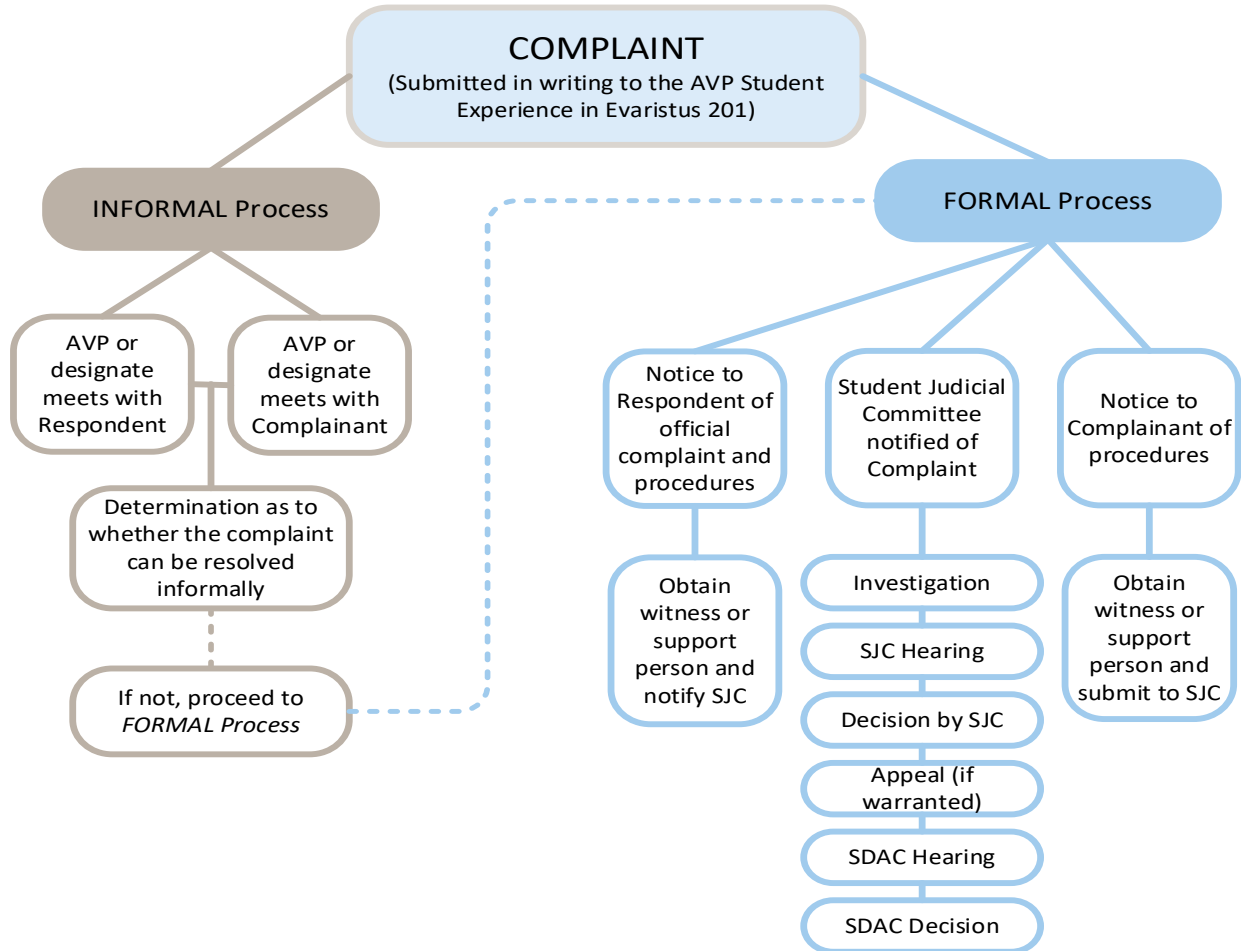 COMPLAINT
(Submitted in writing to the AVP Student
Experience in Evaristus 201)
INFORMAL Process
FORMAL Process
AVP or
designate
meets with
Respondent
AVP or
designate
meets with
Complainant
Determination as to
whether the complaint
can be resolved
informally
If not, proceed to
FORMAL Process
Notice to
Respondent of
official
complaint and
procedures
Obtain
witness or
support
person and
notify SJC
Student Judicial
Committee
notified of
Complaint
Investigation
SJC Hearing
Decision by SJC
Appeal (if
warranted)
SDAC Hearing
SDAC Decision
Notice to
Complainant of
procedures
Obtain
witness or
support
person and
submit to SJC